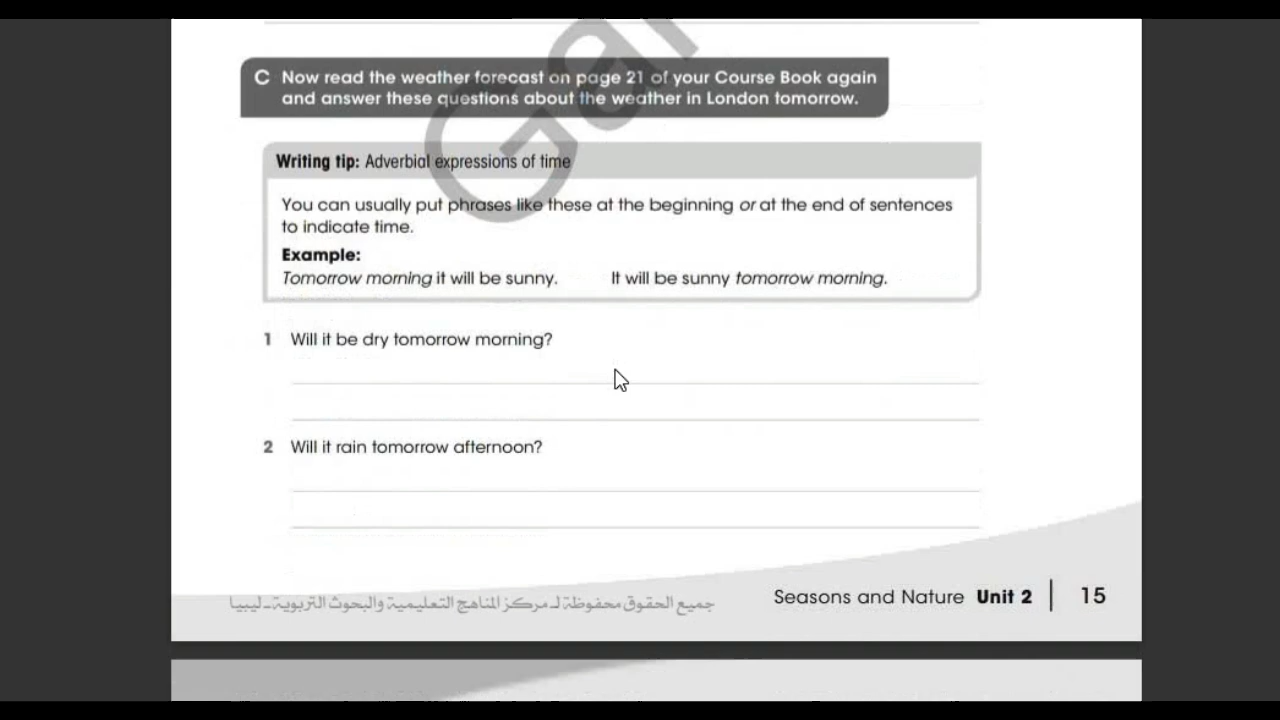 C Now read the weather forecast on page 21 of your Course Book again
and answer these questions about the weather in London tomorrow.
Writing tip: Adverbial expressions of time
You can usually put phrases like these at the beginning or at the end of sentences
to indicate time.
Example:
Tomorrow morning it will be sunny. It will be sunny tomorrow morning.
1 Will it be dry tomorrow morning?
2 Will it rain tomorrow afternoon?
جميع الحقوق محفوظة لـ مركز المناهج التعليمية والبحوث التربوية - ليبيا
Seasons and Nature Unit 2 | 15